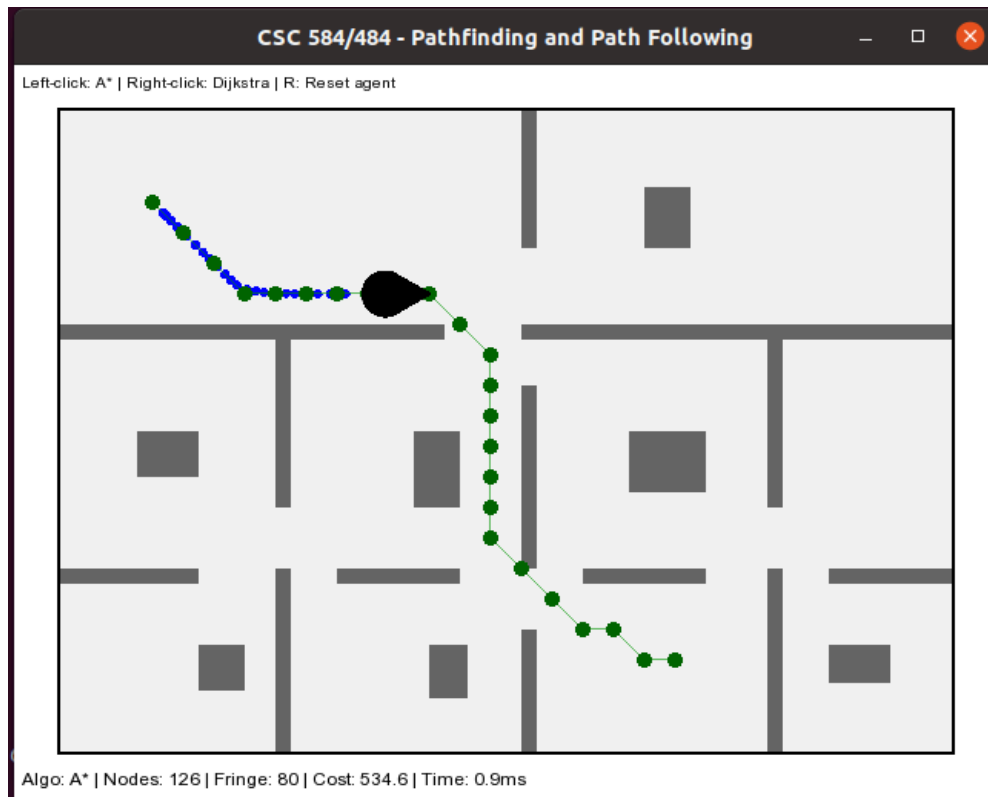 CSC 584/484 - Pathfinding and Path Following
Left-click: A* | Right-click: Dijkstra | R: Reset agent
Algo: A* | Nodes: 126 | Fringe: 80 | Cost: 534.6 | Time: 0.9ms